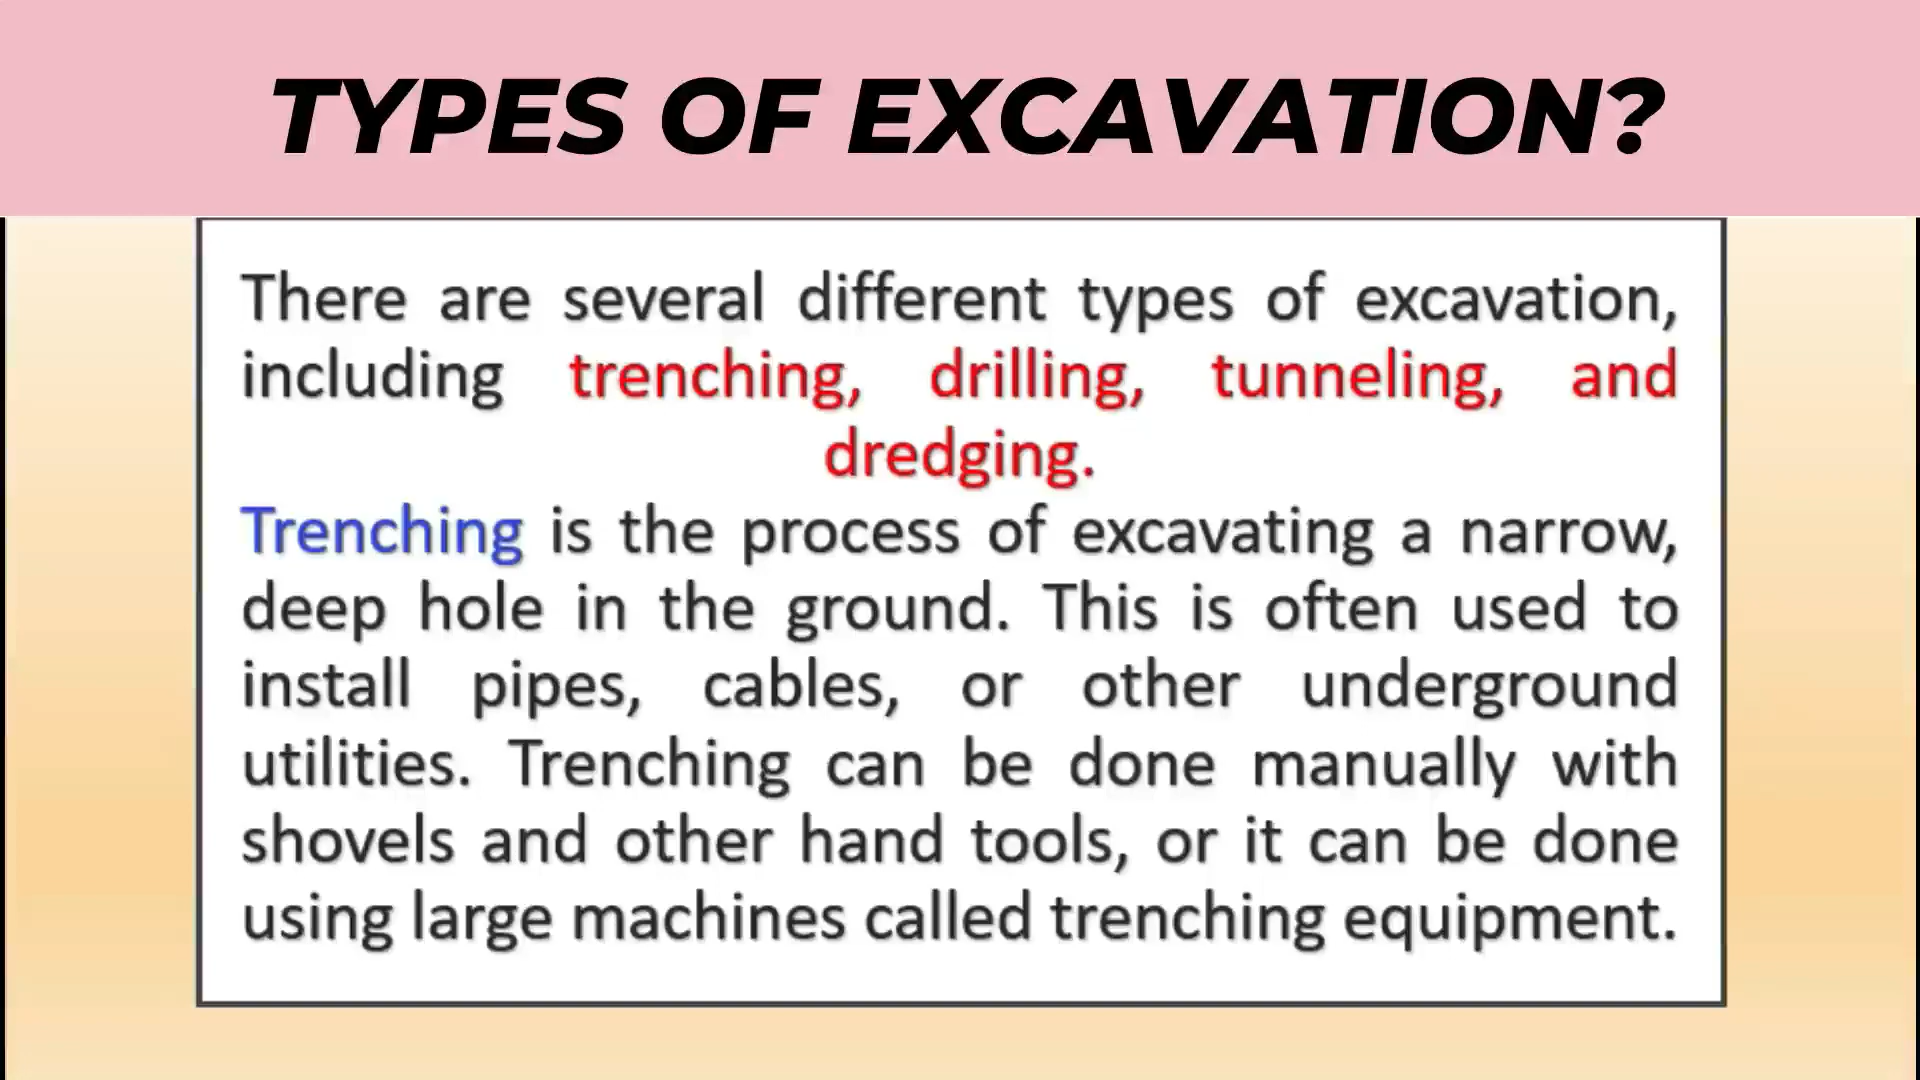 TYPES OF EXCAVATION?
There are several different types of excavation,
including trenching, drilling, tunneling, and
dredging.
Trenching is the process of excavating a narrow,
deep hole in the ground. This is often used to
install pipes, cables, or other underground
utilities. Trenching can be done manually with
shovels and other hand tools, or it can be done
using large machines called trenching equipment.